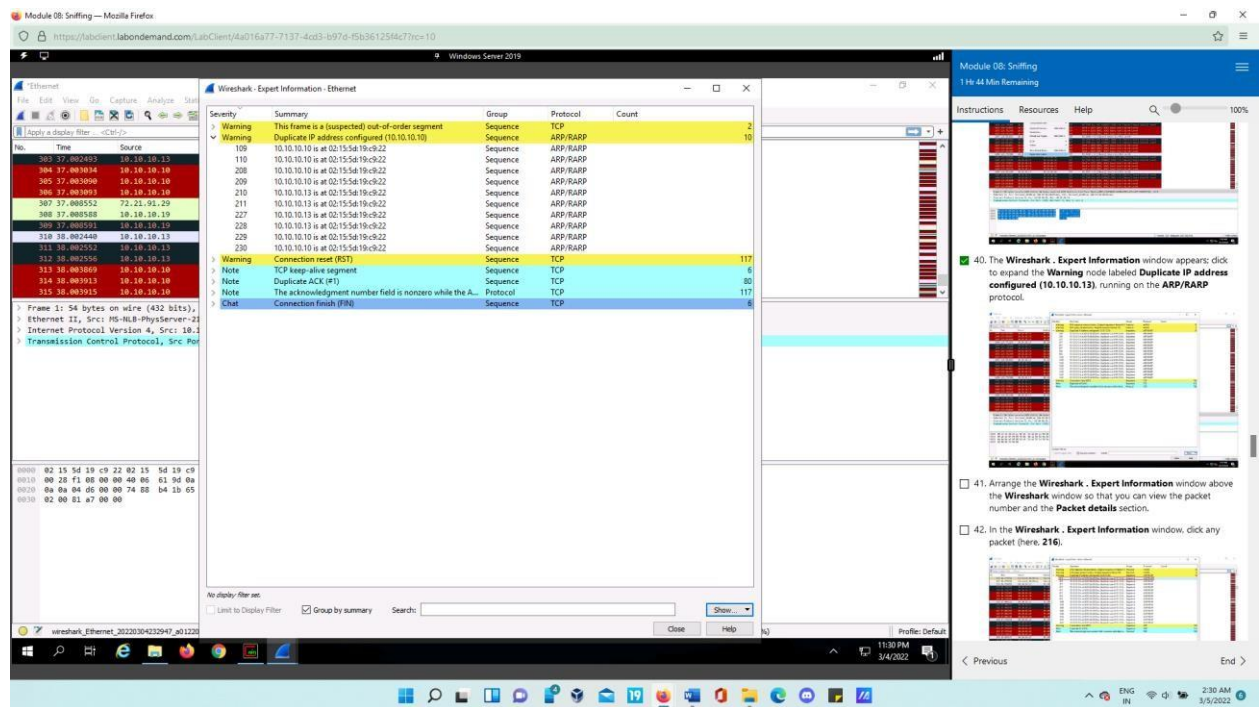 Module 08: Sniffing — Mozilla Firefox
https://labclient.labondemand.com/LabClient/4a016a77-7137-4cd3-b97d-f5b36125f4c7?rc=10
Windows Server 2019
*Ethernet
File Edit View Go Capture Analyze Stat
Apply a display filter ... <Ctrl-/>
No. Time Source
303 37.002493 10.10.10.13
304 37.003034 10.10.10.10
305 37.003090 10.10.10.10
306 37.003093 10.10.10.10
307 37.008552 72.21.91.29
308 37.008588 10.10.10.19
309 37.008591 10.10.10.19
310 38.002440 10.10.10.13
311 38.002552 10.10.10.13
312 38.002556 10.10.10.13
313 38.003869 10.10.10.10
314 38.003913 10.10.10.10
315 38.003915 10.10.10.10
Frame 1: 54 bytes on wire (432 bits),
Ethernet II, Src: MS-NLB-PhysServer-21
Internet Protocol Version 4, Src: 10.1
Transmission Control Protocol, Src Por
0000 02 15 5d 19 c9 22 02 15 5d 19 c9
0010 00 28 f1 08 00 00 40 06 61 9d 0a
0020 0a 0a 04 d6 00 00 74 88 b4 1b 65
0030 02 00 81 a7 00 00
wireshark_Ethernet_20220304232947_a01220
Profile: Default
Wireshark · Expert Information · Ethernet
Severity Summary Group Protocol Count
Warning This frame is a (suspected) out-of-order segment Sequence TCP 2
Warning Duplicate IP address configured (10.10.10.10) Sequence ARP/RARP 10
109 10.10.10.10 is at 02:15:5d:19:c9:22 Sequence ARP/RARP
110 10.10.10.13 is at 02:15:5d:19:c9:22 Sequence ARP/RARP
208 10.10.10.10 is at 02:15:5d:19:c9:22 Sequence ARP/RARP
209 10.10.10.13 is at 02:15:5d:19:c9:22 Sequence ARP/RARP
210 10.10.10.10 is at 02:15:5d:19:c9:22 Sequence ARP/RARP
211 10.10.10.13 is at 02:15:5d:19:c9:22 Sequence ARP/RARP
227 10.10.10.10 is at 02:15:5d:19:c9:22 Sequence ARP/RARP
228 10.10.10.13 is at 02:15:5d:19:c9:22 Sequence ARP/RARP
229 10.10.10.10 is at 02:15:5d:19:c9:22 Sequence ARP/RARP
230 10.10.10.13 is at 02:15:5d:19:c9:22 Sequence ARP/RARP
Warning Connection reset (RST) Sequence TCP 117
Note TCP keep-alive segment Sequence TCP 6
Note Duplicate ACK (#1) Sequence TCP 80
Note The acknowledgment number field is nonzero while the A... Protocol TCP 117
Chat Connection finish (FIN) Sequence TCP 6
No display filter set.
Limit to Display Filter Group by summary Search: Show...
Close Help
11:30 PM
3/4/2022
Module 08: Sniffing
1 Hr 44 Min Remaining
Instructions Resources Help 100%
40. The Wireshark . Expert Information window appears; click
to expand the Warning node labeled Duplicate IP address
configured (10.10.10.13), running on the ARP/RARP
protocol.
41. Arrange the Wireshark . Expert Information window above
the Wireshark window so that you can view the packet
number and the Packet details section.
42. In the Wireshark . Expert Information window, click any
packet (here, 216).
< Previous End >
ENG
IN
2:30 AM
3/5/2022